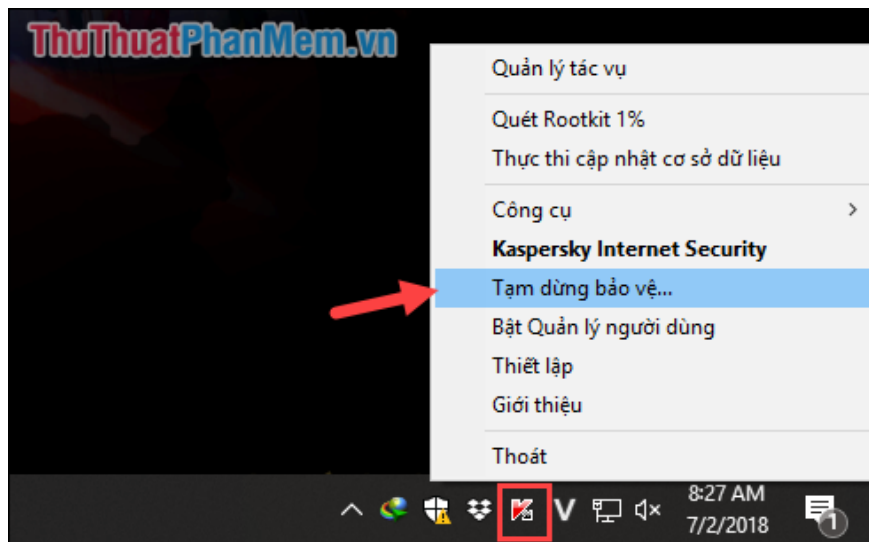 ThuThuatPhanMem.vn
Quản lý tác vụ
Quét Rootkit 1%
Thực thi cập nhật cơ sở dữ liệu
Công cụ
Kaspersky Internet Security
Tạm dừng bảo vệ...
Bật Quản lý người dùng
Thiết lập
Giới thiệu
Thoát
V
8:27 AM
7/2/2018
1